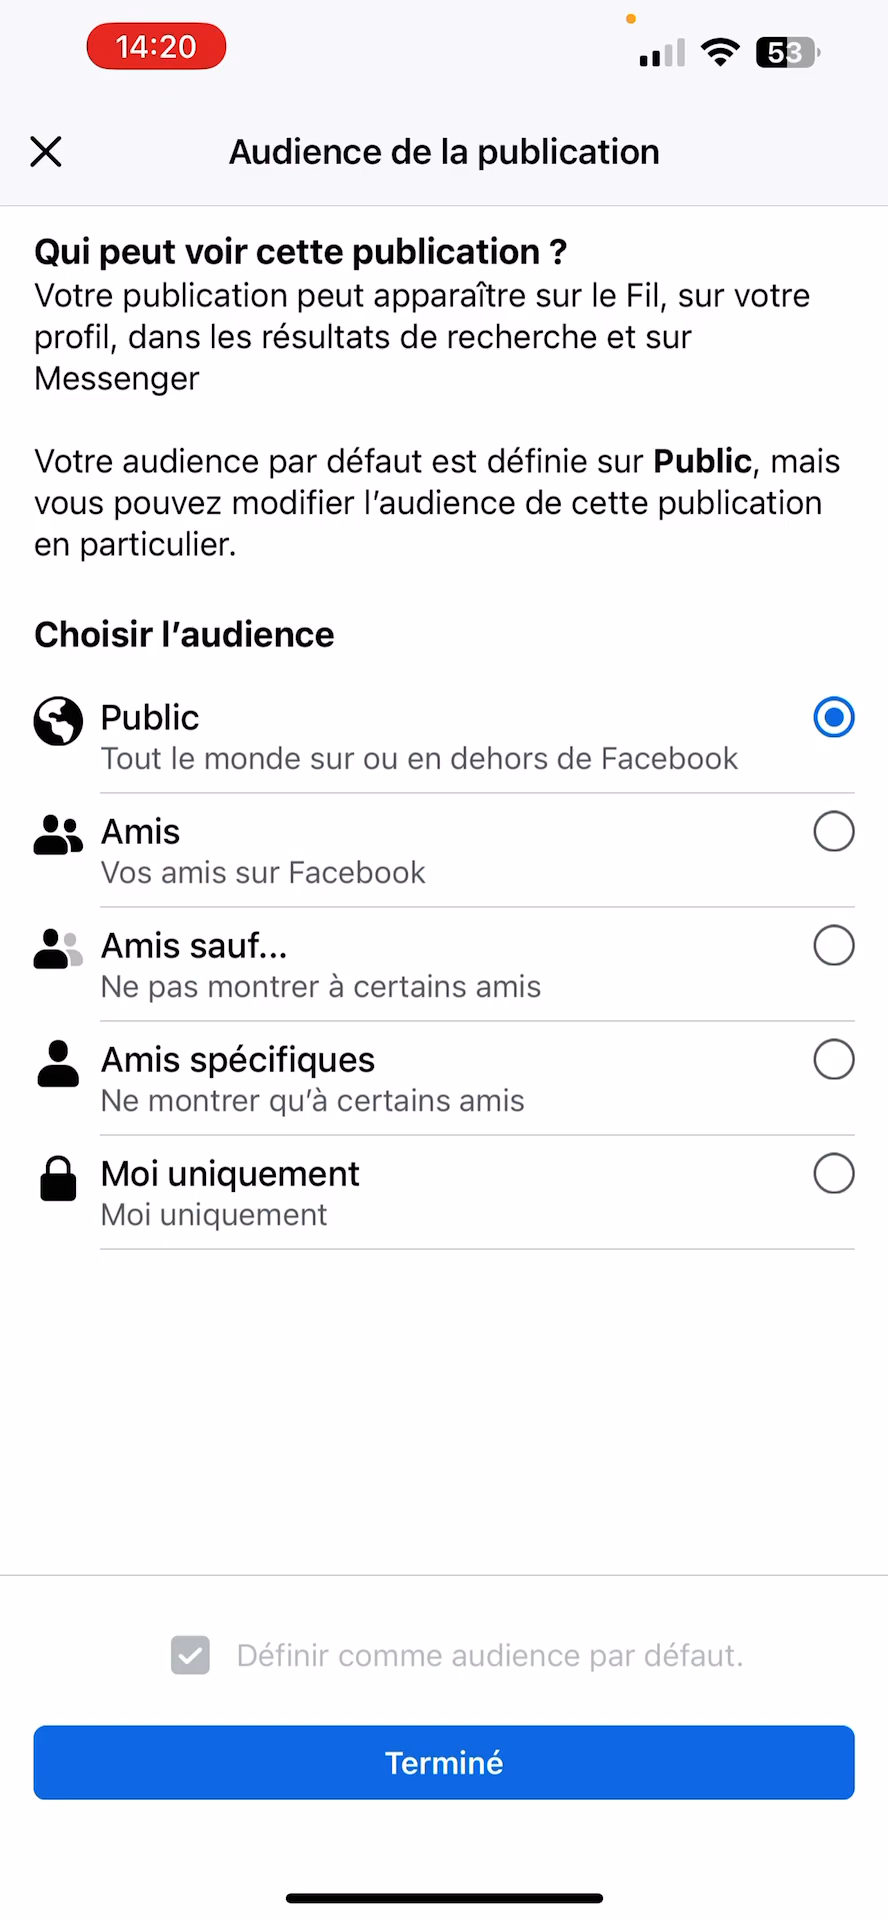 14:20
53
Audience de la publication
Qui peut voir cette publication ?
Votre publication peut apparaître sur le Fil, sur votre
profil, dans les résultats de recherche et sur
Messenger
Votre audience par défaut est définie sur Public, mais
vous pouvez modifier l’audience de cette publication
en particulier.
Choisir l’audience
Public
Tout le monde sur ou en dehors de Facebook
Amis
Vos amis sur Facebook
Amis sauf...
Ne pas montrer à certains amis
Amis spécifiques
Ne montrer qu’à certains amis
Moi uniquement
Moi uniquement
Définir comme audience par défaut.
Terminé